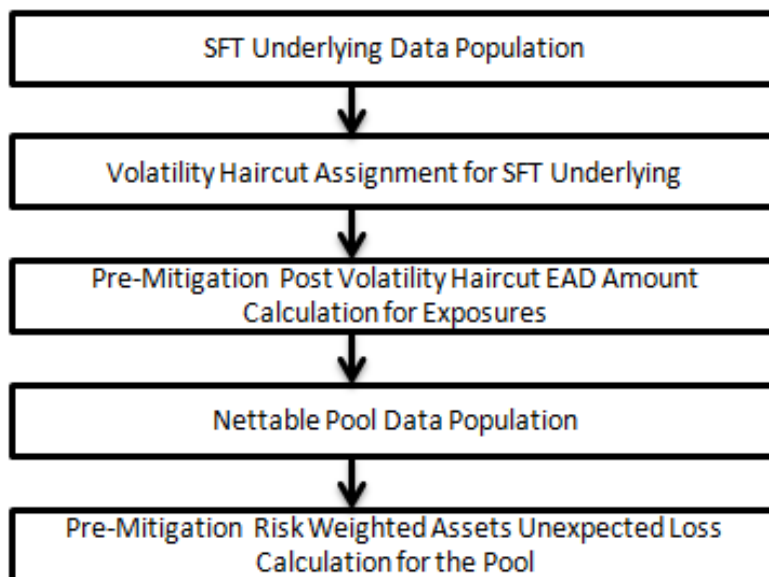 SFT Underlying Data Population
Volatility Haircut Assignment for SFT Underlying
Pre-Mitigation Post Volatility Haircut EAD Amount
Calculation for Exposures
Nettable Pool Data Population
Pre-Mitigation Risk Weighted Assets Unexpected Loss
Calculation for the Pool